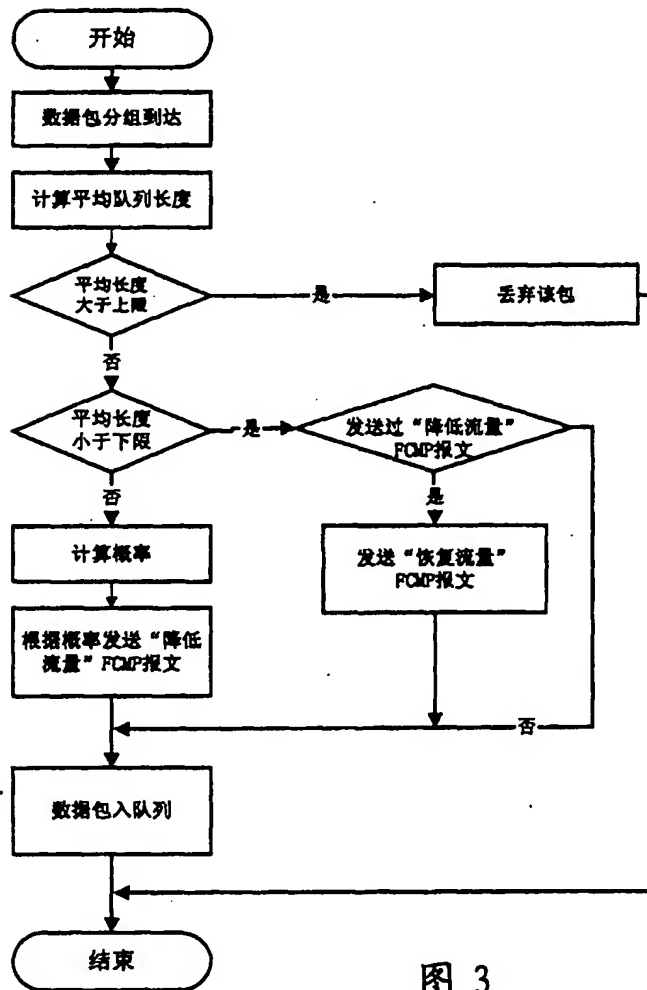 开始
数据包分组到达
计算平均队列长度
平均长度
大于上限
是
丢弃该包
否
平均长度
小于下限
是
发送过“降低流量”
FCMP报文
否
是
计算概率
发送“恢复流量”
FCMP报文
根据概率发送“降低
流量”FCMP报文
否
数据包入队列
结束
图 3